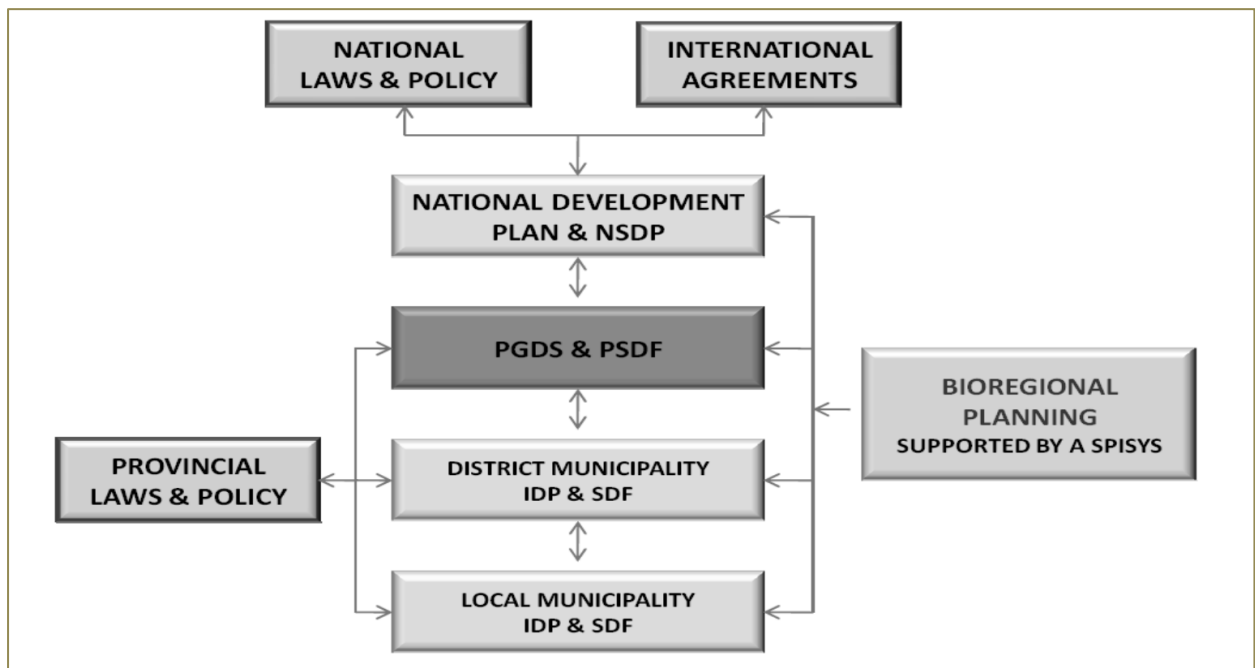 NATIONAL
LAWS & POLICY
INTERNATIONAL
AGREEMENTS
NATIONAL DEVELOPMENT
PLAN & NSDP
PGDS & PSDF
BIOREGIONAL
PLANNING
SUPPORTED BY A SPISYS
PROVINCIAL
LAWS & POLICY
DISTRICT MUNICIPALITY
IDP & SDF
LOCAL MUNICIPALITY
IDP & SDF